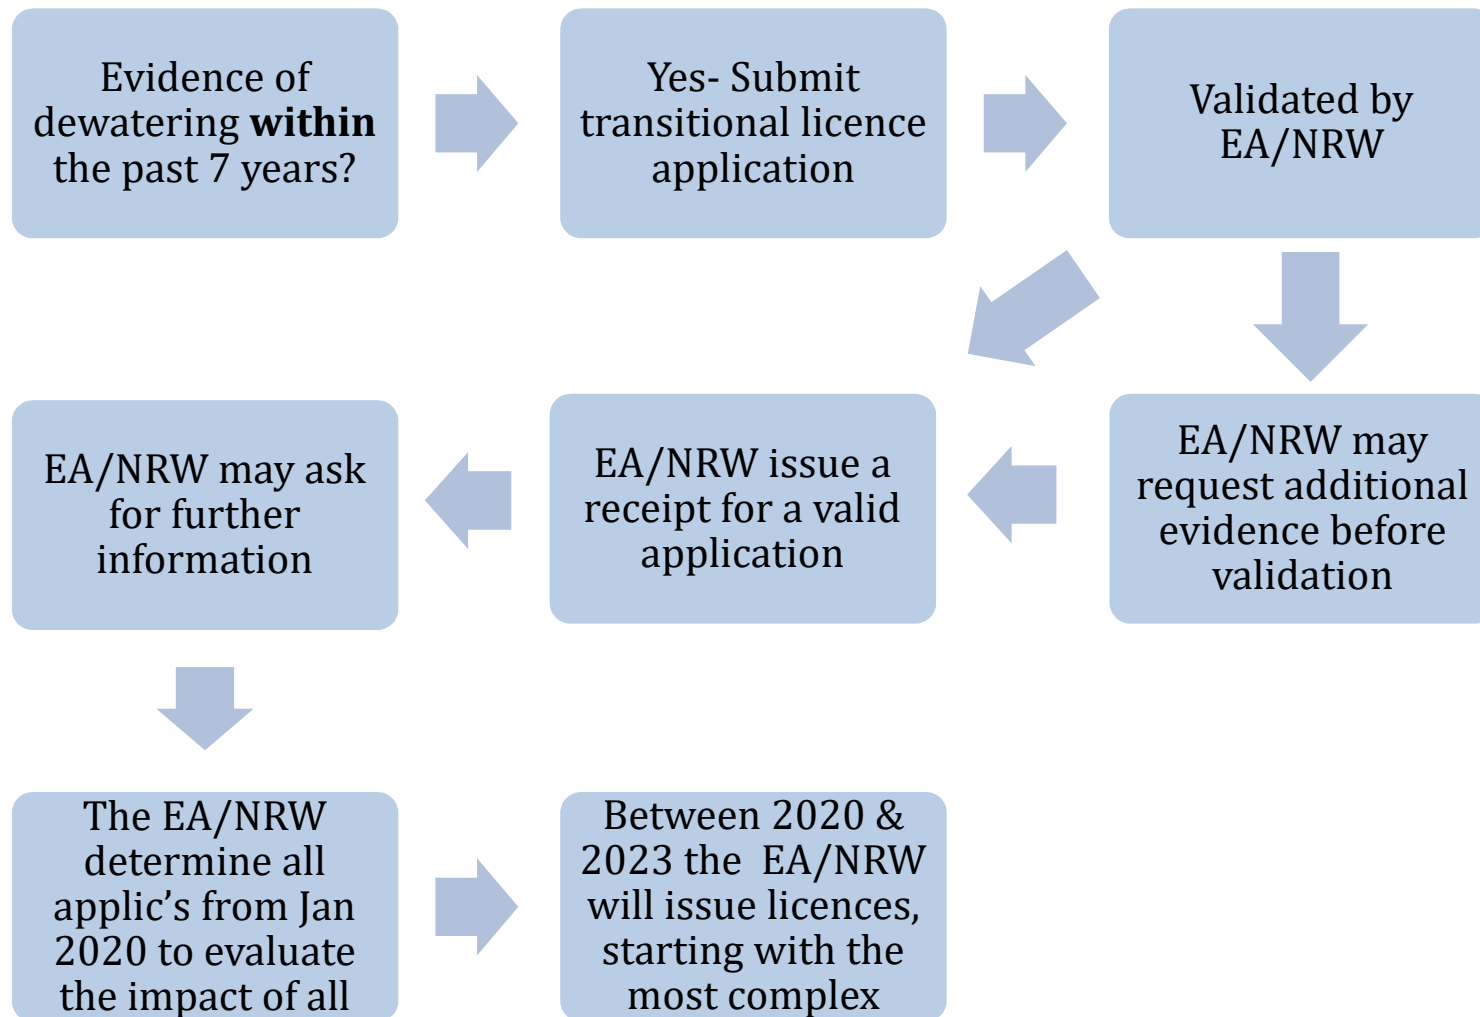 Evidence of
dewatering within
the past 7 years?
Yes- Submit
transitional licence
application
Validated by
EA/NRW
EA/NRW may
request additional
evidence before
validation
EA/NRW issue a
receipt for a valid
application
EA/NRW may ask
for further
information
The EA/NRW
determine all
applic’s from Jan
2020 to evaluate
the impact of all
Between 2020 &
2023 the  EA/NRW
will issue licences,
starting with the
most complex